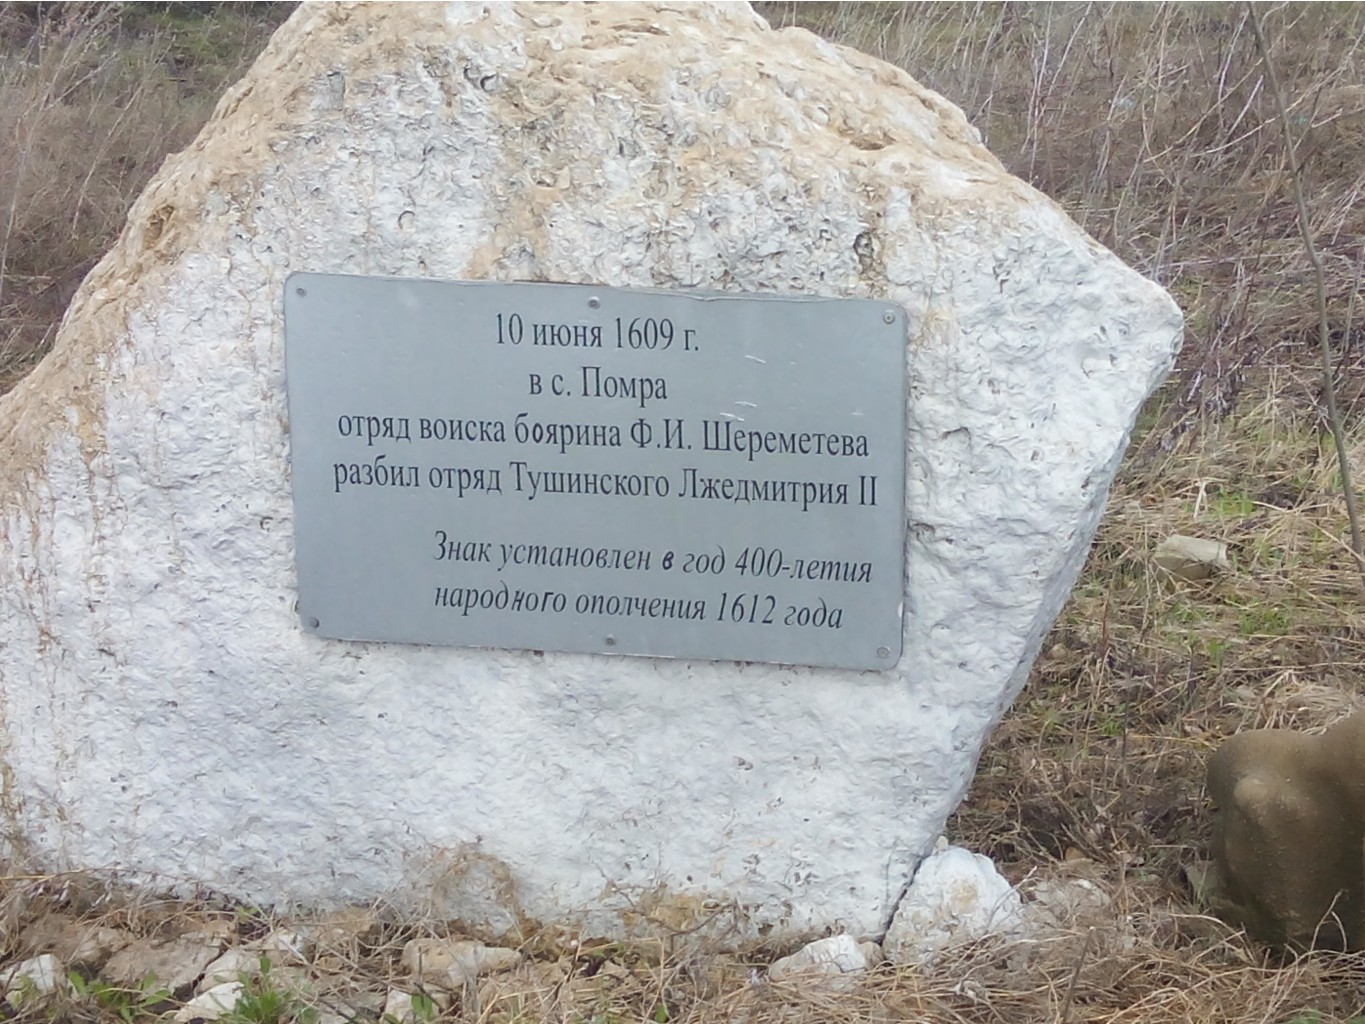 10 июня 1609 г.
в с. Помра
отряд воиска боярина Ф.И. Шереметева
разбил отряд Тушинского Лжедмитрия II
Знак установлен в год 400-летия
народного ополчения 1612 года